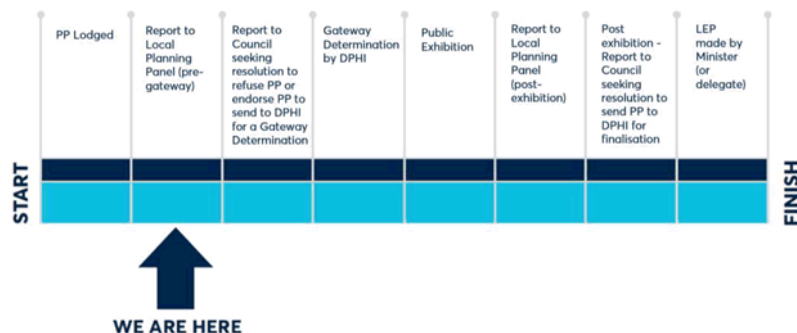 PP Lodged
Report to
Local
Planning
Panel (pre-
gateway)
Report to
Council
seeking
resolution to
refuse PP or
endorse PP to
send to DPHI
for a Gateway
Determination
Gateway
Determination
by DPHI
Public
Exhibition
Report to
Local
Planning
Panel
(post-
exhibition)
Post
exhibition -
Report to
Council
seeking
resolution to
send PP to
DPHI for
finalisation
LEP
made by
Minister
(or
delegate)
START
FINISH
WE ARE HERE